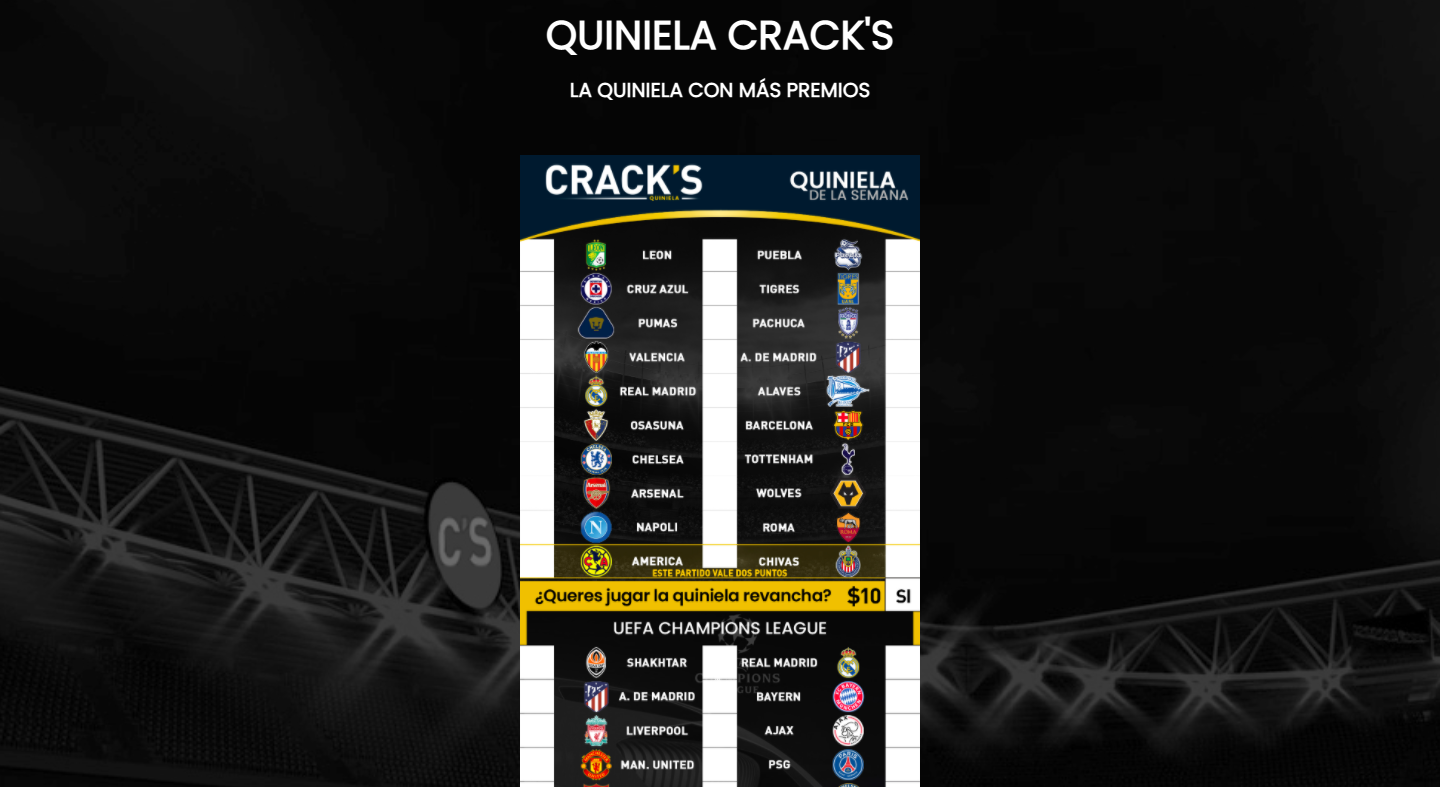 QUINIELA CRACK'S
LA QUINIELA CON MÁS PREMIOS
CRACK'S QUINIELA
QUINIELA DE LA SEMANA
LEON PUEBLA
CRUZ AZUL TIGRES
PUMAS PACHUCA
VALENCIA A. DE MADRID
REAL MADRID ALAVES
OSASUNA BARCELONA
CHELSEA TOTTENHAM
ARSENAL WOLVES
NAPOLI ROMA
AMERICA CHIVAS
ESTE PARTIDO VALE DOS PUNTOS
C'S
¿Queres jugar la quiniela revancha? $10 SI
UEFA CHAMPIONS LEAGUE
SHAKHTAR REAL MADRID
A. DE MADRID BAYERN
LIVERPOOL AJAX
MAN. UNITED PSG